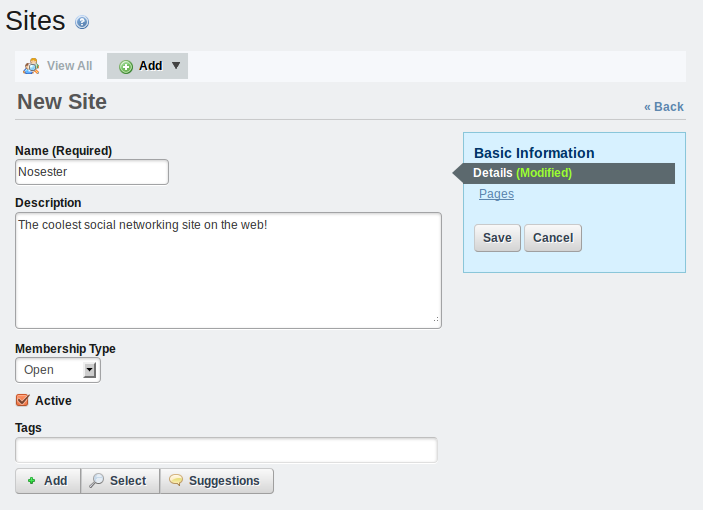 Sites
View All Add
New Site
« Back
Name (Required)
Nosester
Description
The coolest social networking site on the web!
Membership Type
Open
Active
Tags
Add Select Suggestions
Basic Information
Details (Modified)
Pages
Save Cancel